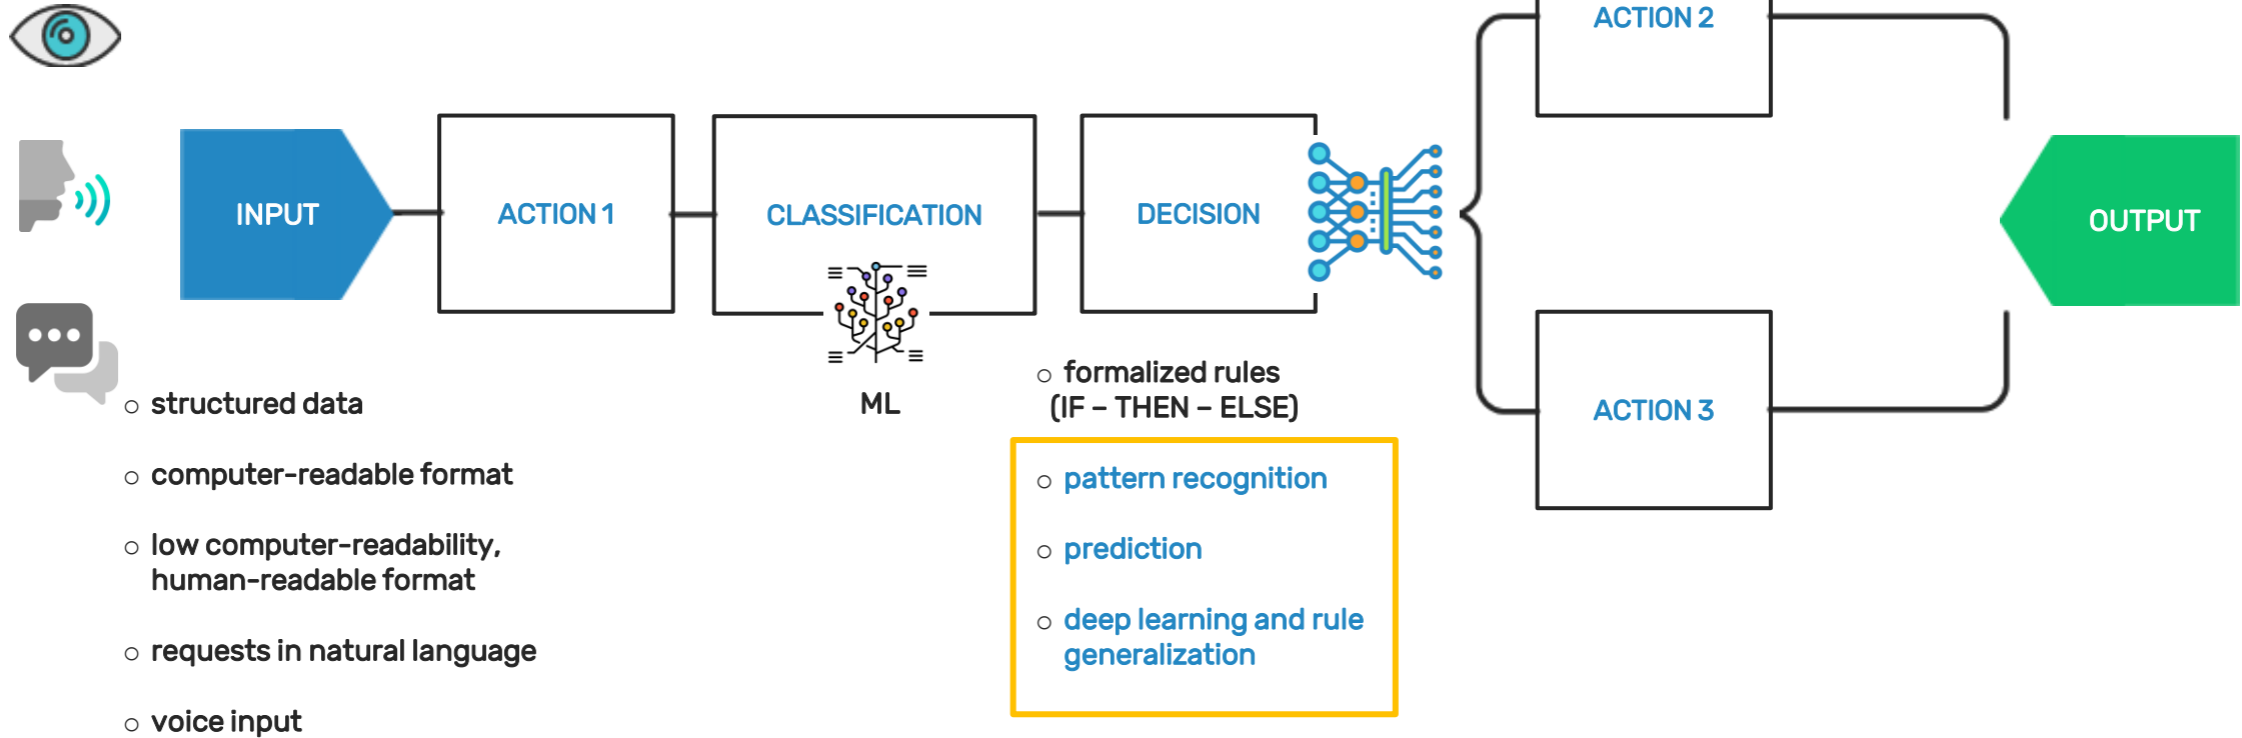 ACTION 2
INPUT
ACTION 1
CLASSIFICATION
DECISION
OUTPUT
ML
○ formalized rules
(IF – THEN – ELSE)
ACTION 3
○ structured data
○ computer-readable format
○ low computer-readability,
human-readable format
○ requests in natural language
○ voice input
○ pattern recognition
○ prediction
○ deep learning and rule
generalization